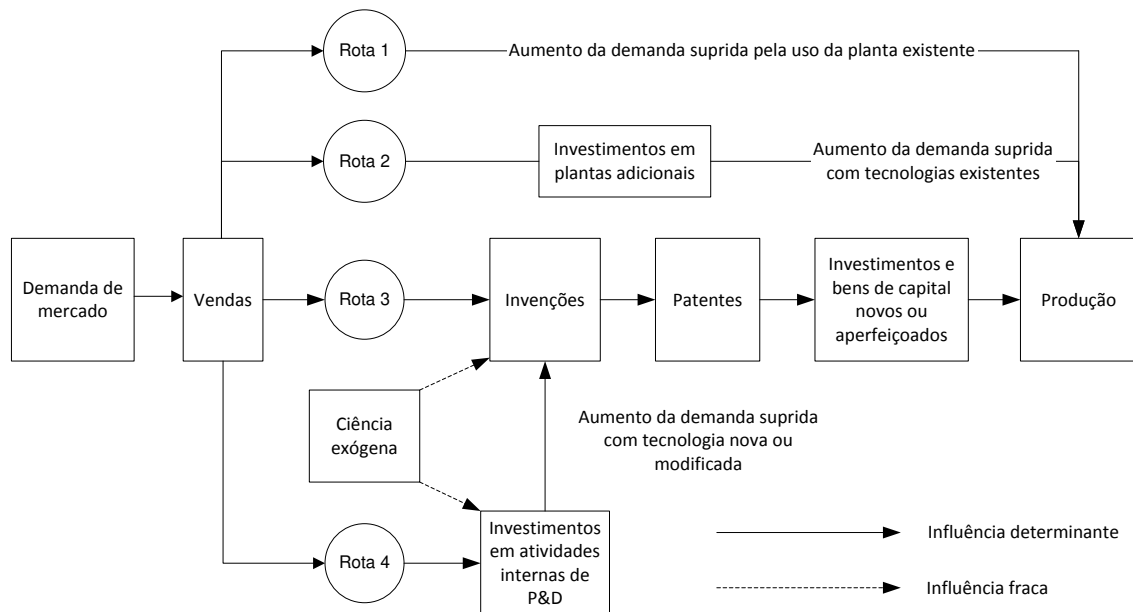 Rota 1
Aumento da demanda suprida pela uso da planta existente
Rota 2
Investimentos em
plantas adicionais
Aumento da demanda suprida
com tecnologias existentes
Demanda de
mercado
Vendas
Rota 3
Invenções
Patentes
Investimentos e
bens de capital
novos ou
aperfeiçoados
Produção
Ciência
exógena
Aumento da demanda suprida
com tecnologia nova ou
modificada
Rota 4
Investimentos
em atividades
internas de
P&D
Influência determinante
Influência fraca